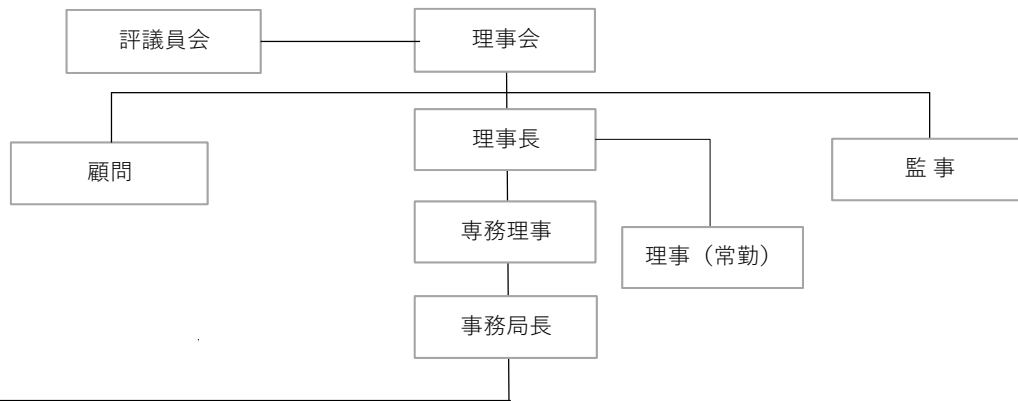 評議員会
理事会
理事長
顧問
監 事
専務理事
理事（常勤）
事務局長